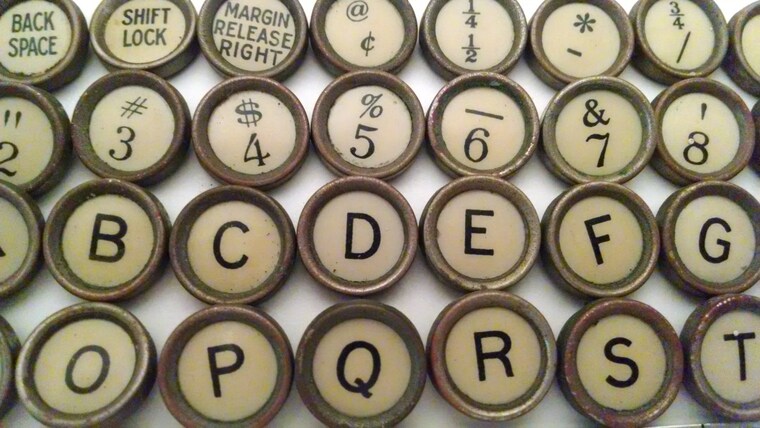 BACK SPACE
SHIFT LOCK
MARGIN RELEASE RIGHT
@ ¢
¼ ½
* -
¾ /
" 2
# 3
$ 4
% 5
_ 6
& 7
' 8
B C D E F G
O P Q R S T